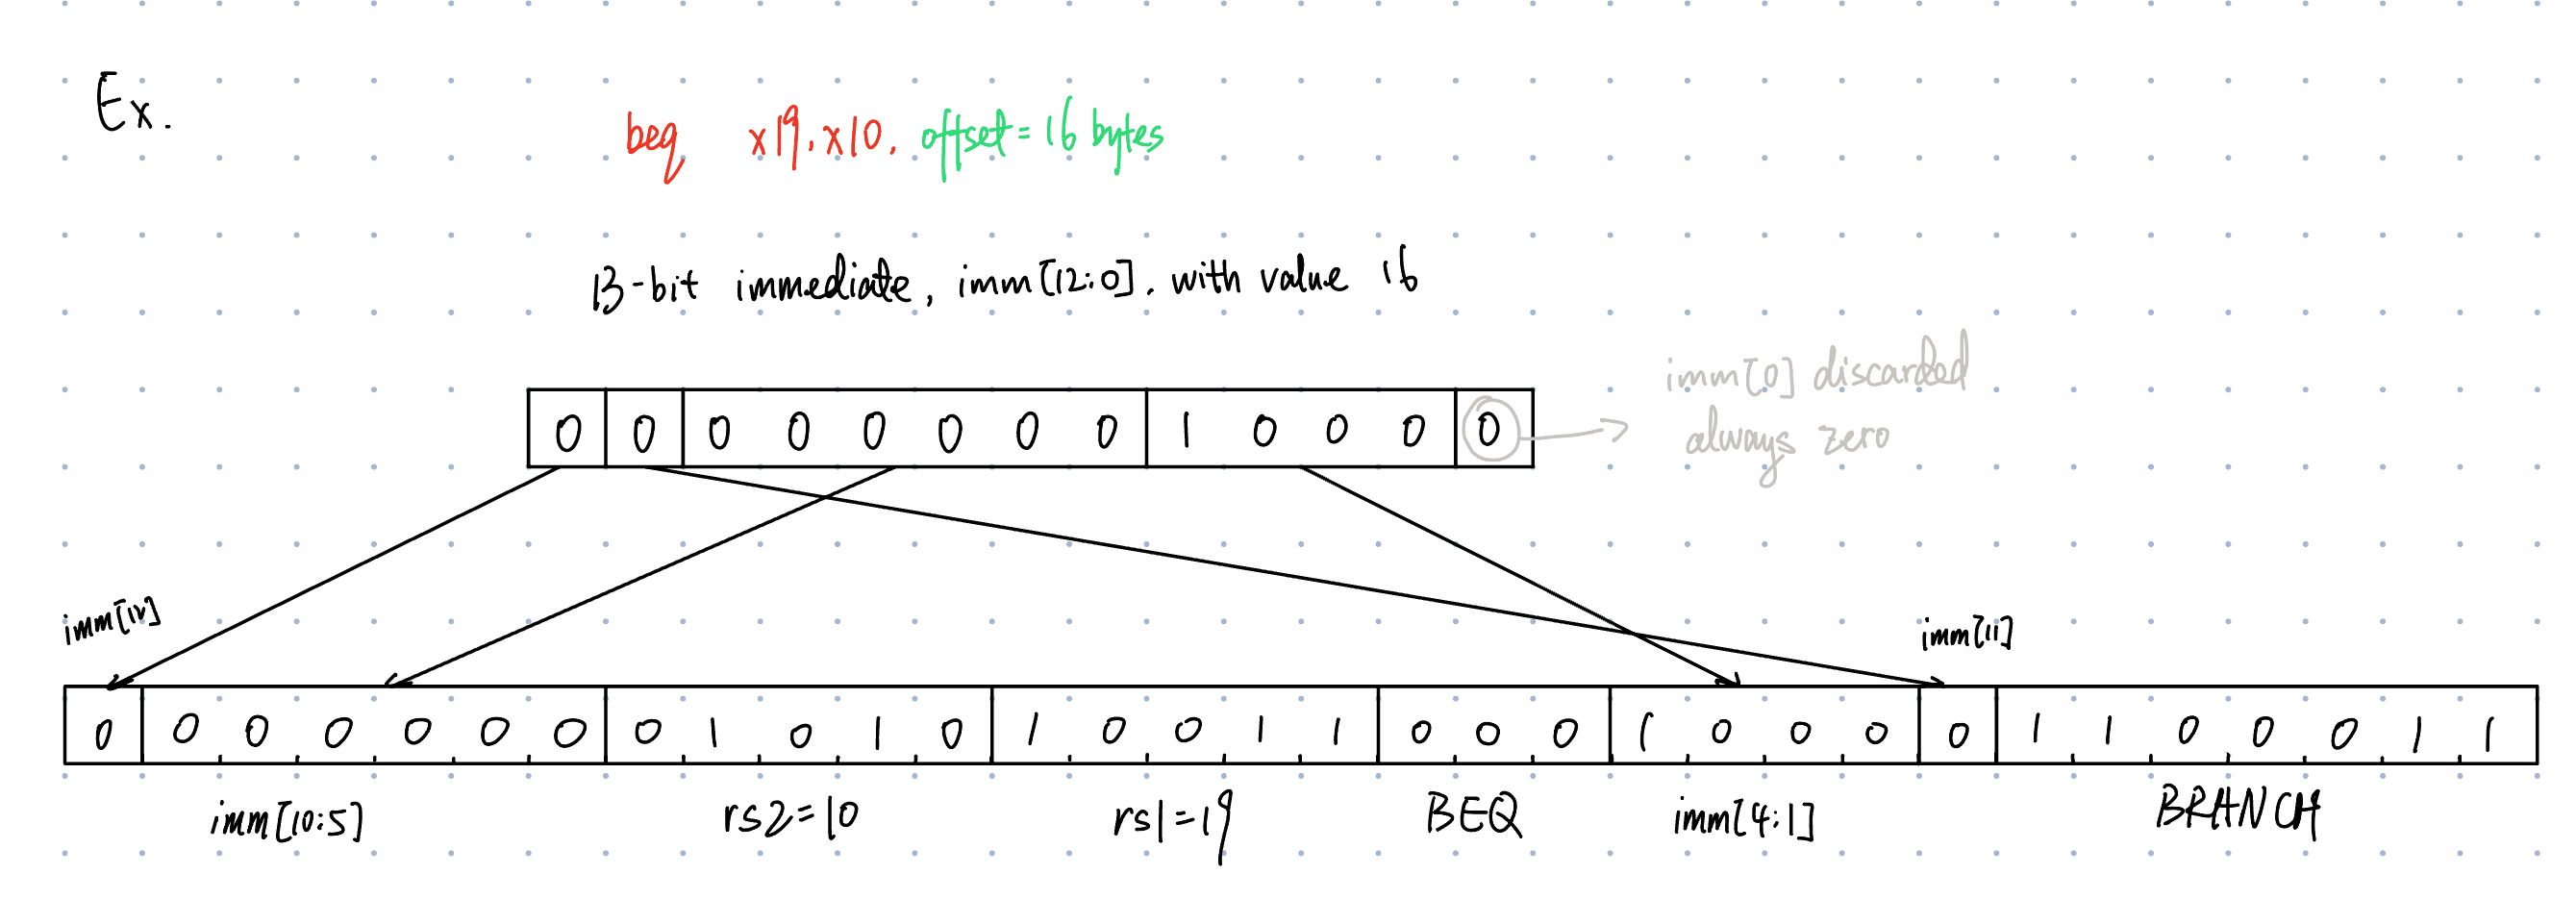 Ex.
beq x19, x10, offset = 16 bytes
13-bit immediate, imm[12:0], with value 16
imm[0] discarded
always zero
0 0 0 0 0 0 0 0 1 0 0 0 0
imm[12]
imm[11]
0 0 0 0 0 0 0 0 1 0 1 0 1 0 0 1 1 0 0 0 1 0 0 0 0 1 1 0 0 0 1 1
imm[10:5] rs2=10 rs1=19 BEQ imm[4:1] BRANCH